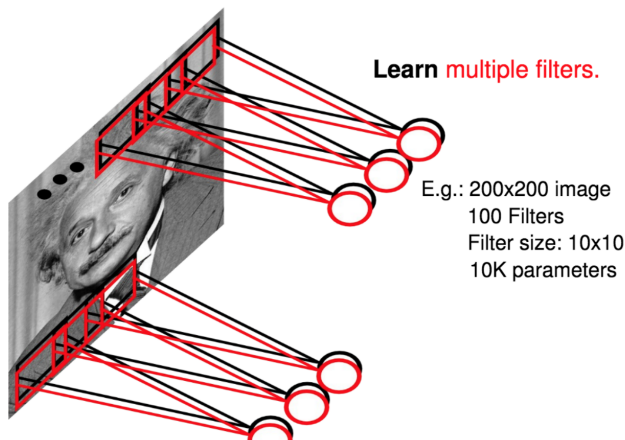 Learn multiple filters.
E.g.: 200x200 image
100 Filters
Filter size: 10x10
10K parameters